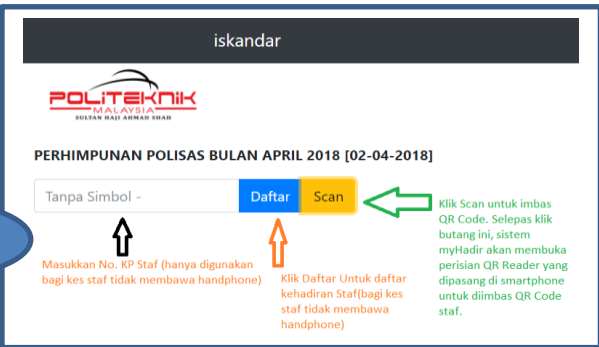 iskandar
POLITEKNIK
MALAYSIA
SULTAN HAJI AHMAD SHAH
PERHIMPUNAN POLISAS BULAN APRIL 2018 [02-04-2018]
Tanpa Simbol -
Daftar
Scan
Masukkan No. KP Staf (hanya digunakan
bagi kes staf tidak membawa handphone)
Klik Daftar Untuk daftar
kehadiran Staf(bagi kes
staf tidak membawa
handphone)
Klik Scan untuk imbas
QR Code. Selepas klik
butang ini, sistem
myHadir akan membuka
perisian QR Reader yang
dipasang di smartphone
untuk diimbas QR Code
staf.